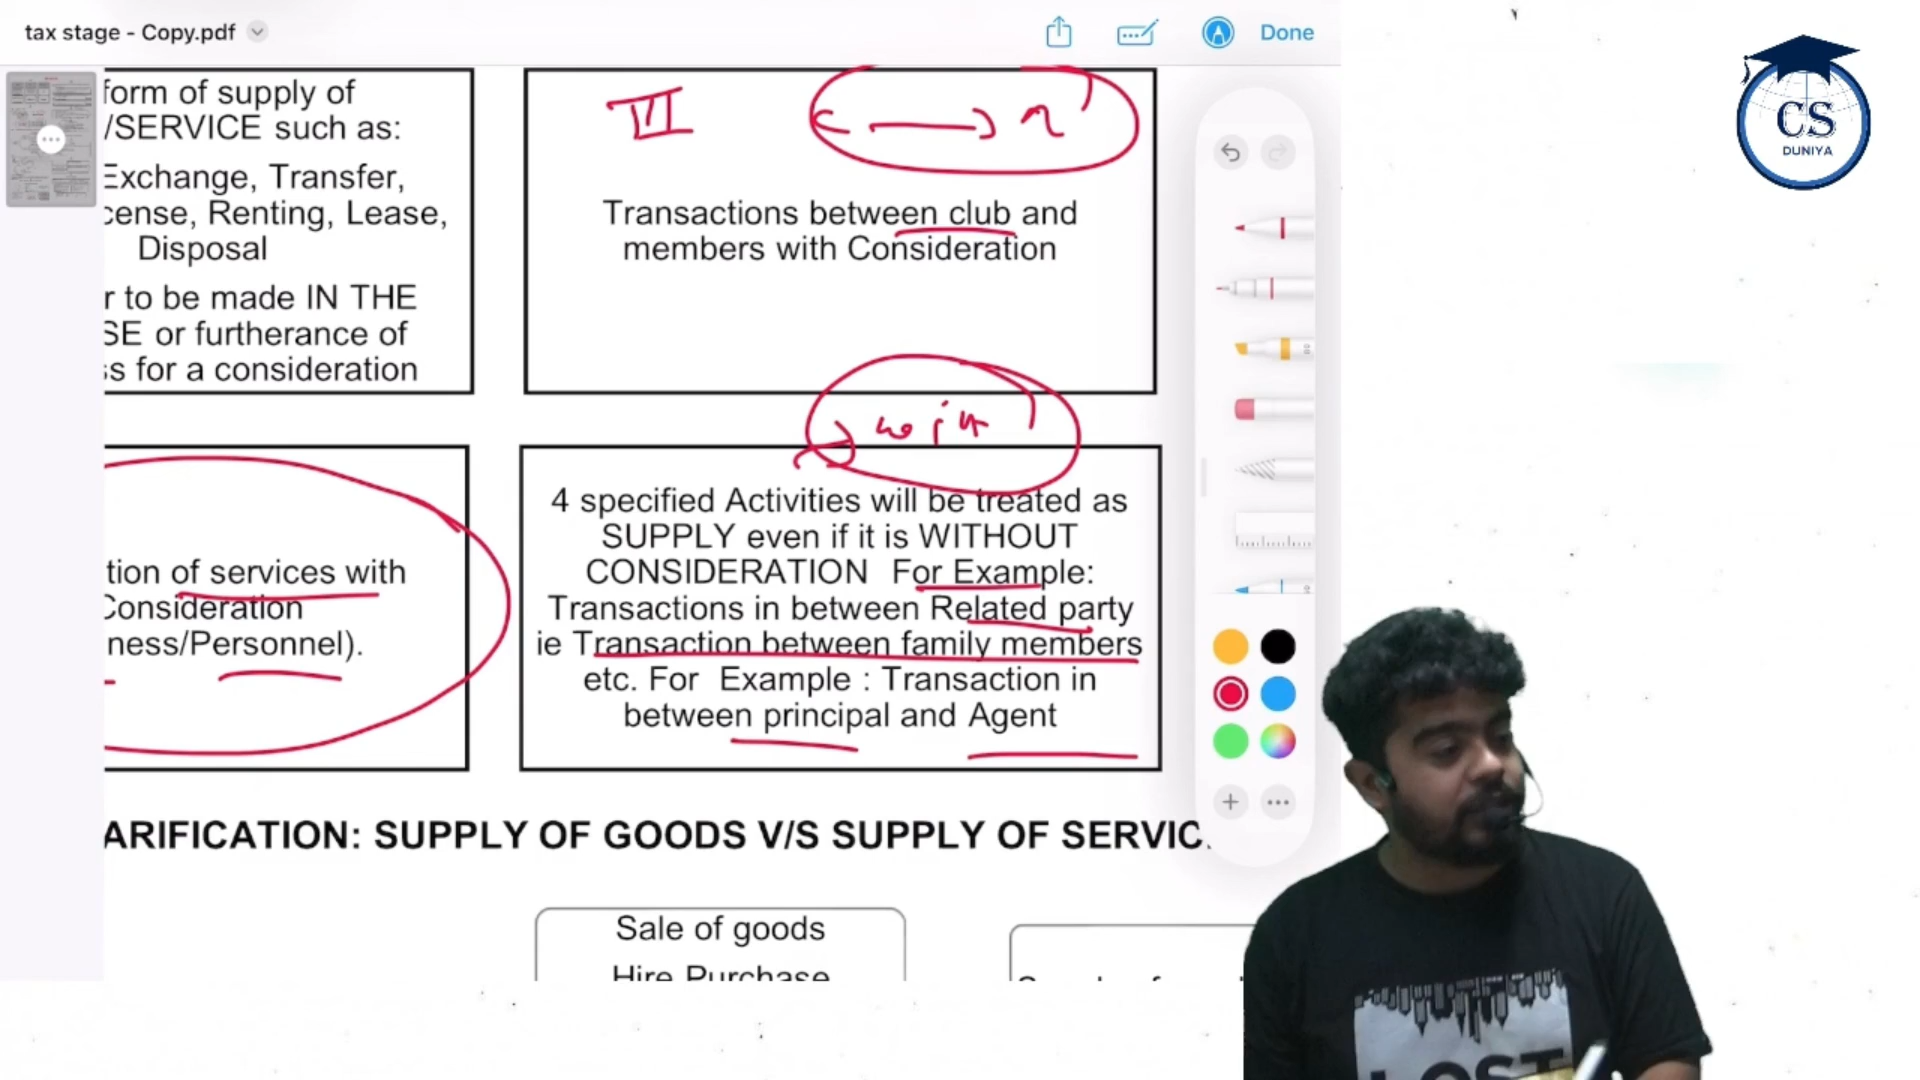 tax stage - Copy.pdf
Done
form of supply of
/SERVICE such as:
Exchange, Transfer,
cense, Renting, Lease,
Disposal
r to be made IN THE
SE or furtherance of
ss for a consideration
III
Transactions between club and
members with Consideration
tion of services with
Consideration
ness/Personnel).
4 specified Activities will be treated as
SUPPLY even if it is WITHOUT
CONSIDERATION For Example:
Transactions in between Related party
ie Transaction between family members
etc. For Example : Transaction in
between principal and Agent
ARIFICATION: SUPPLY OF GOODS V/S SUPPLY OF SERVIC
Sale of goods
Hire Purchase
CS
DUNIYA
LOST